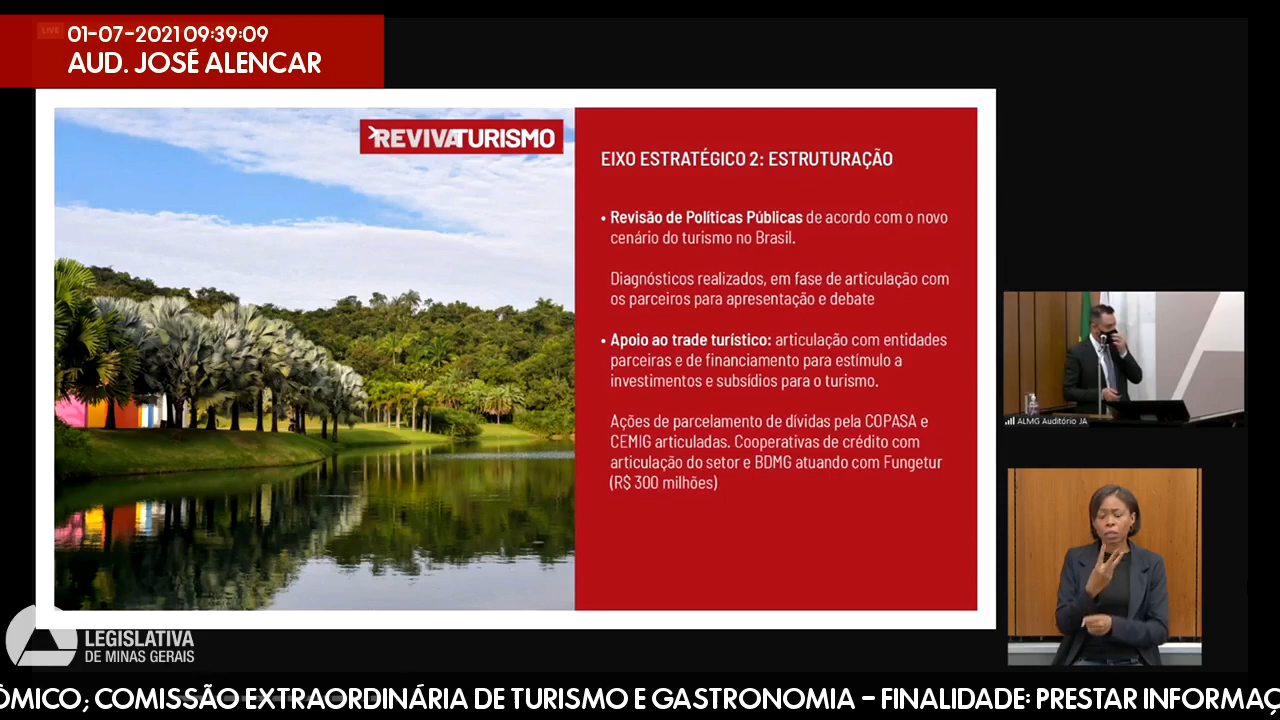 LIVE
01-07-2021 09:39:09
AUD. JOSÉ ALENCAR
REVIVATURISMO
EIXO ESTRATÉGICO 2: ESTRUTURAÇÃO
• Revisão de Políticas Públicas de acordo com o novo
cenário do turismo no Brasil.
Diagnósticos realizados, em fase de articulação com
os parceiros para apresentação e debate
• Apoio ao trade turístico: articulação com entidades
parceiras e de financiamento para estímulo a
investimentos e subsídios para o turismo.
Ações de parcelamento de dívidas pela COPASA e
CEMIG articuladas. Cooperativas de crédito com
articulação do setor e BDMG atuando com Fungetur
(R$ 300 milhões)
ALMG Auditório JA
LEGISLATIVA
DE MINAS GERAIS
ÔMICO; COMISSÃO EXTRAORDINÁRIA DE TURISMO E GASTRONOMIA - FINALIDADE: PRESTAR INFORMAÇ